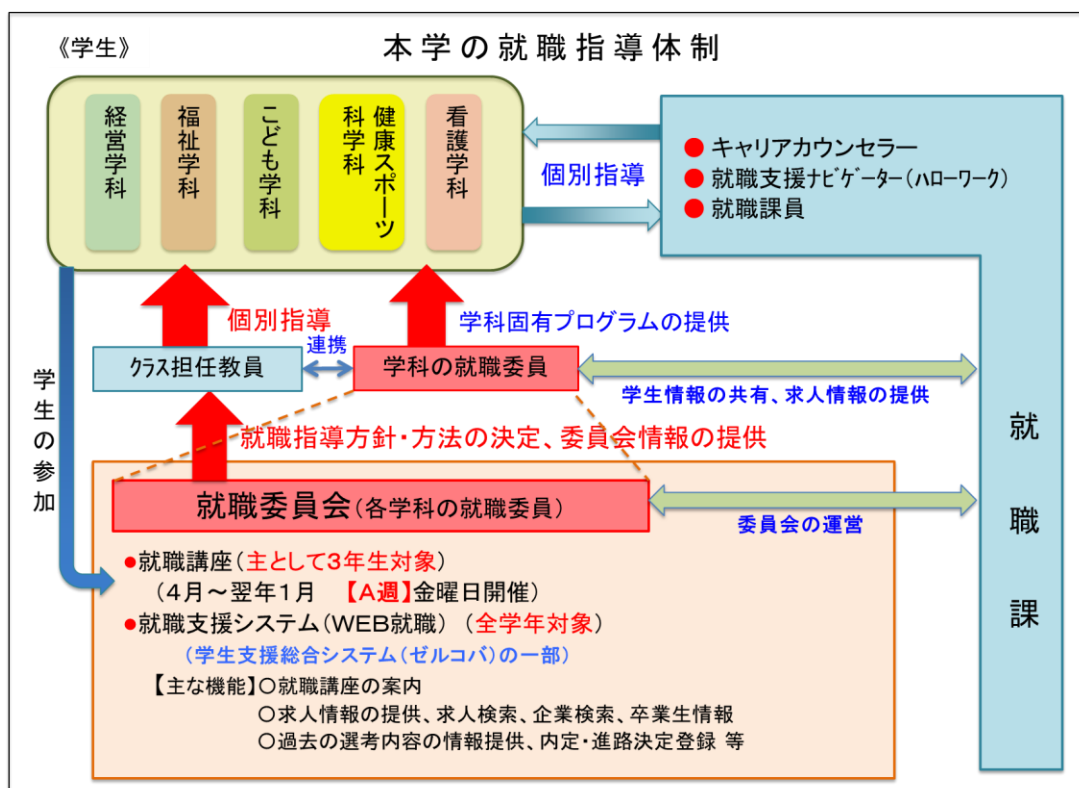 《学生》
本学の就職指導体制
経営学科
福祉学科
こども学科
健康スポーツ
科学科
看護学科
個別指導
●キャリアカウンセラー
●就職支援ナビゲーター(ハローワーク)
●就職課員
個別指導
学科固有プログラムの提供
クラス担任教員
連携
学科の就職委員
学生情報の共有、求人情報の提供
学生の参加
就職指導方針・方法の決定、委員会情報の提供
就職委員会(各学科の就職委員)
委員会の運営
就職課
●就職講座(主として3年生対象)
(4月~翌年1月 【A週】金曜日開催)
●就職支援システム(WEB就職) (全学年対象)
(学生支援総合システム(ゼルコバ)の一部)
【主な機能】○就職講座の案内
○求人情報の提供、求人検索、企業検索、卒業生情報
○過去の選考内容の情報提供、内定・進路決定登録 等